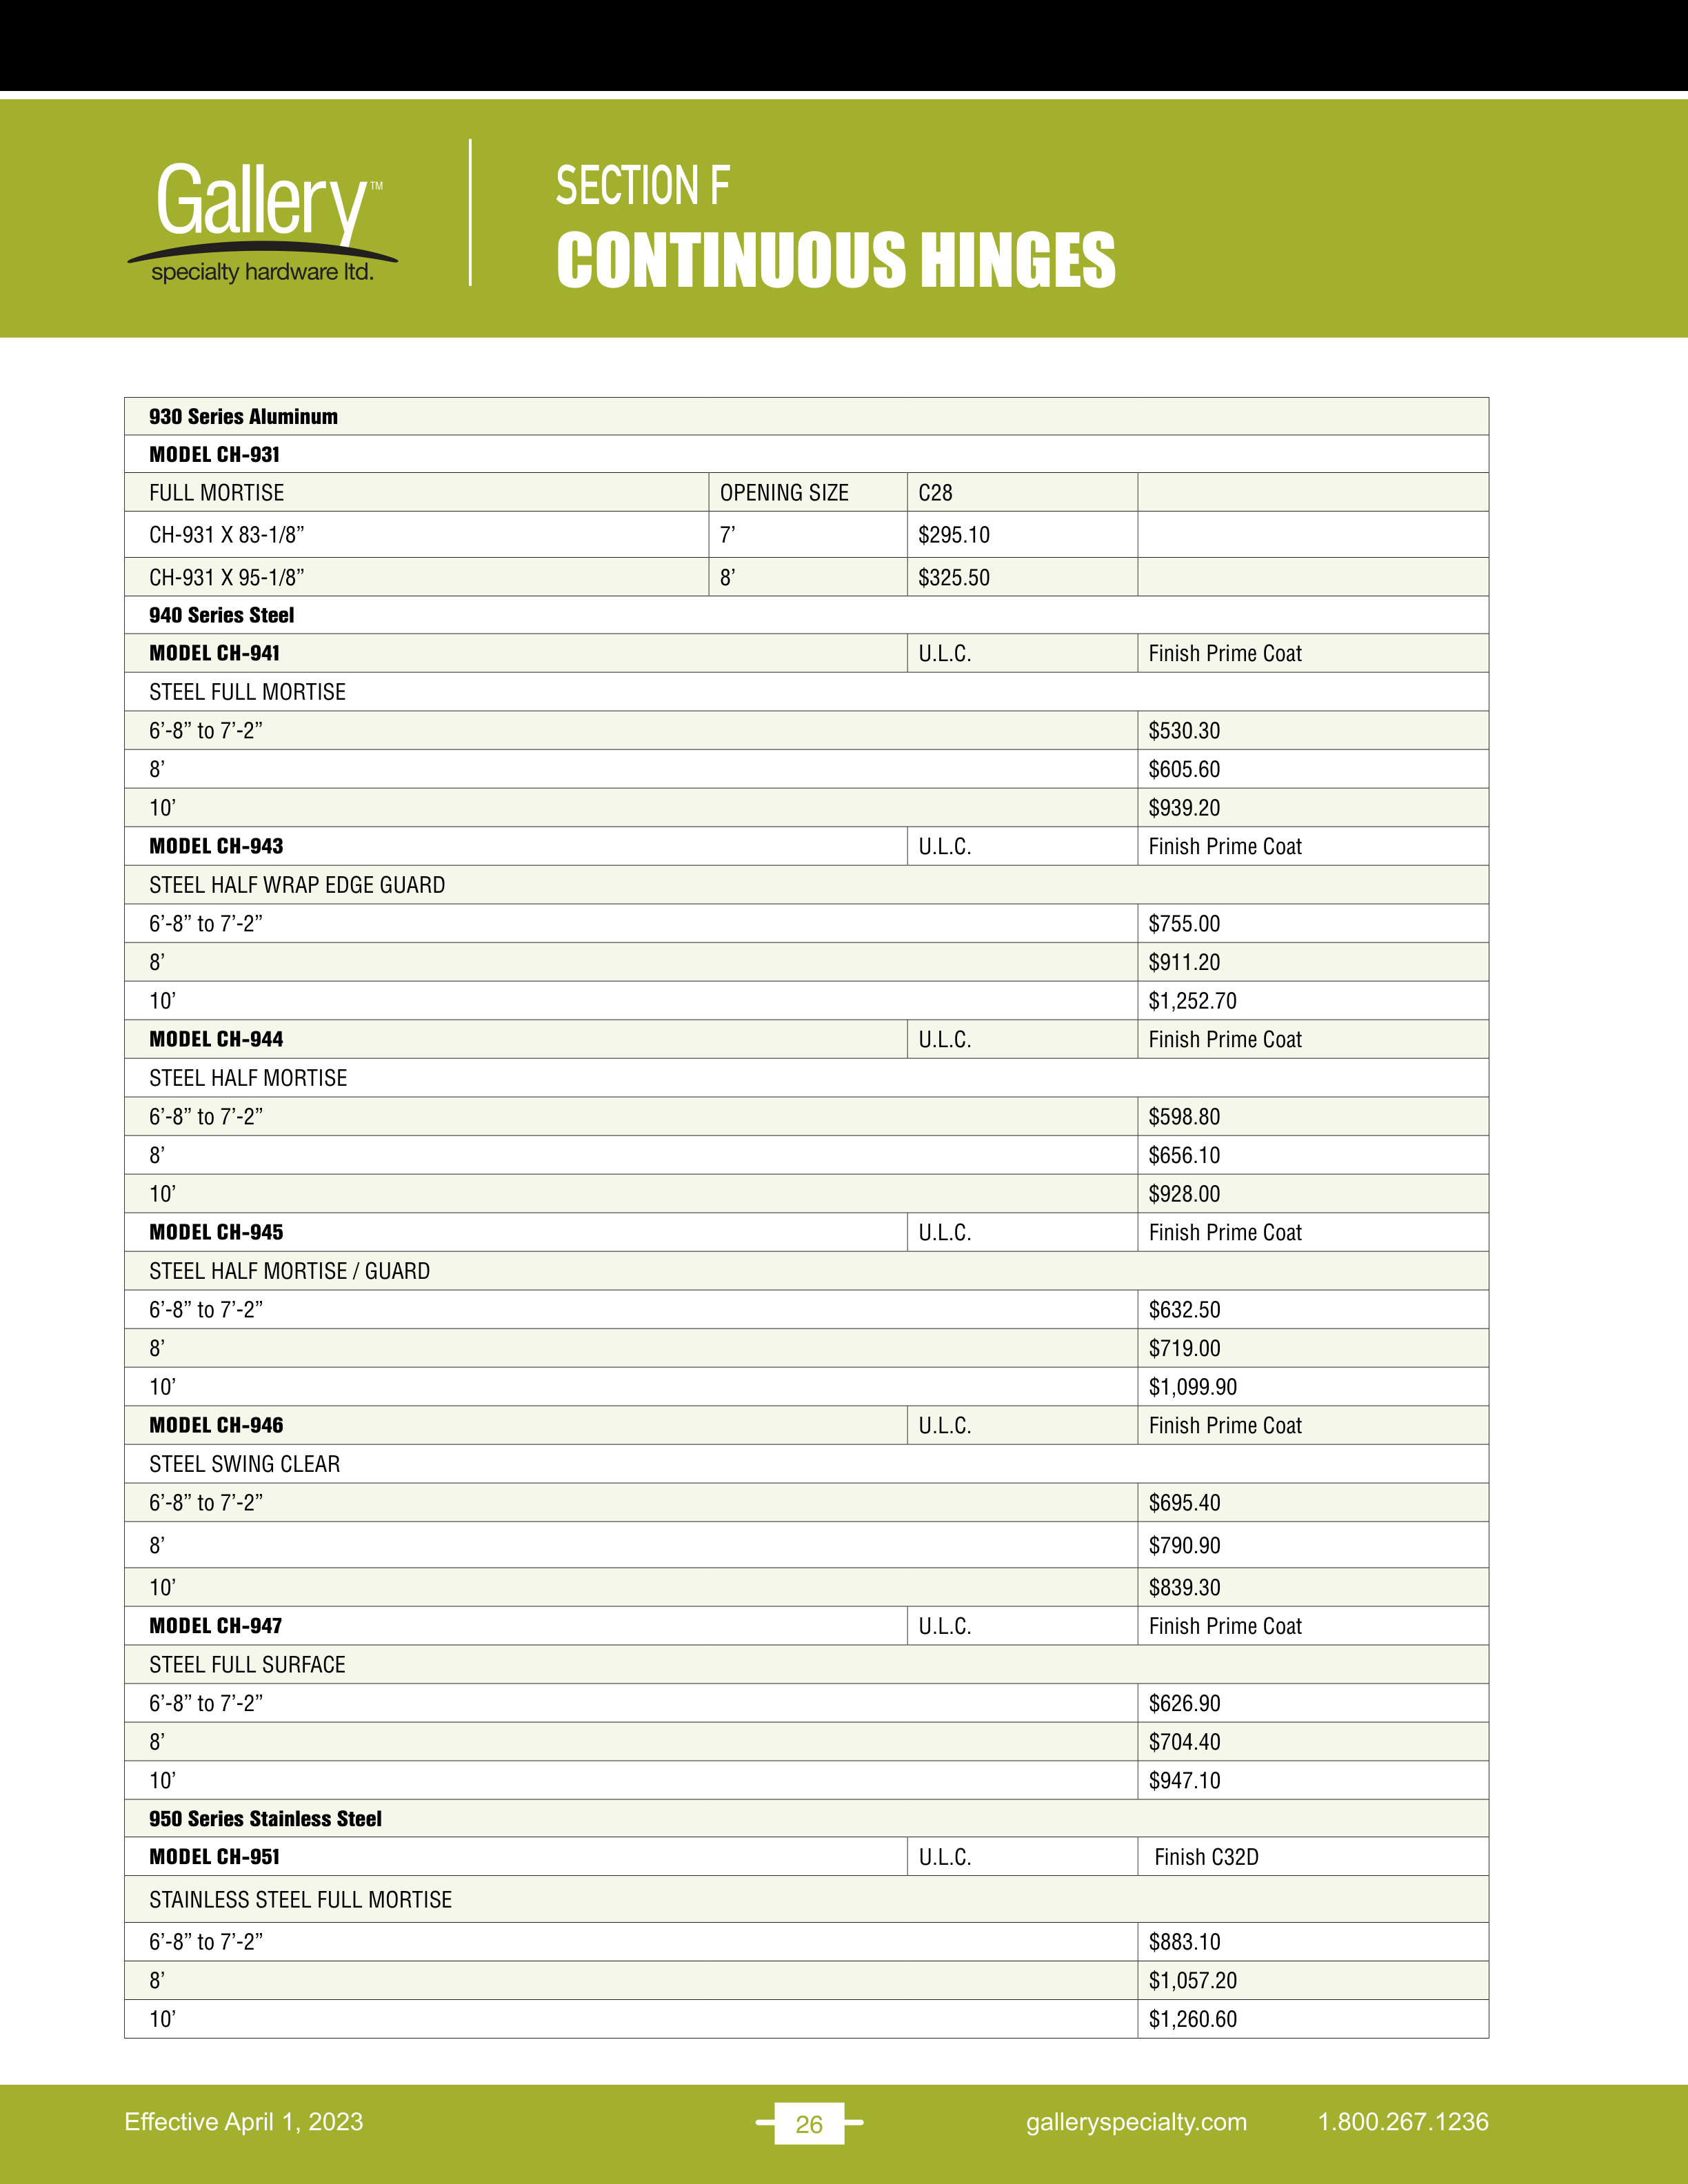 Gallery™
specialty hardware ltd.
SECTION F
CONTINUOUS HINGES
930 Series Aluminum
MODEL CH-931
FULL MORTISE OPENING SIZE C28
CH-931 X 83-1/8” 7’ $295.10
CH-931 X 95-1/8” 8’ $325.50
940 Series Steel
MODEL CH-941 U.L.C. Finish Prime Coat
STEEL FULL MORTISE
6’-8” to 7’-2” $530.30
8’ $605.60
10’ $939.20
MODEL CH-943 U.L.C. Finish Prime Coat
STEEL HALF WRAP EDGE GUARD
6’-8” to 7’-2” $755.00
8’ $911.20
10’ $1,252.70
MODEL CH-944 U.L.C. Finish Prime Coat
STEEL HALF MORTISE
6’-8” to 7’-2” $598.80
8’ $656.10
10’ $928.00
MODEL CH-945 U.L.C. Finish Prime Coat
STEEL HALF MORTISE / GUARD
6’-8” to 7’-2” $632.50
8’ $719.00
10’ $1,099.90
MODEL CH-946 U.L.C. Finish Prime Coat
STEEL SWING CLEAR
6’-8” to 7’-2” $695.40
8’ $790.90
10’ $839.30
MODEL CH-947 U.L.C. Finish Prime Coat
STEEL FULL SURFACE
6’-8” to 7’-2” $626.90
8’ $704.40
10’ $947.10
950 Series Stainless Steel
MODEL CH-951 U.L.C. Finish C32D
STAINLESS STEEL FULL MORTISE
6’-8” to 7’-2” $883.10
8’ $1,057.20
10’ $1,260.60
Effective April 1, 2023 26 galleryspecialty.com 1.800.267.1236